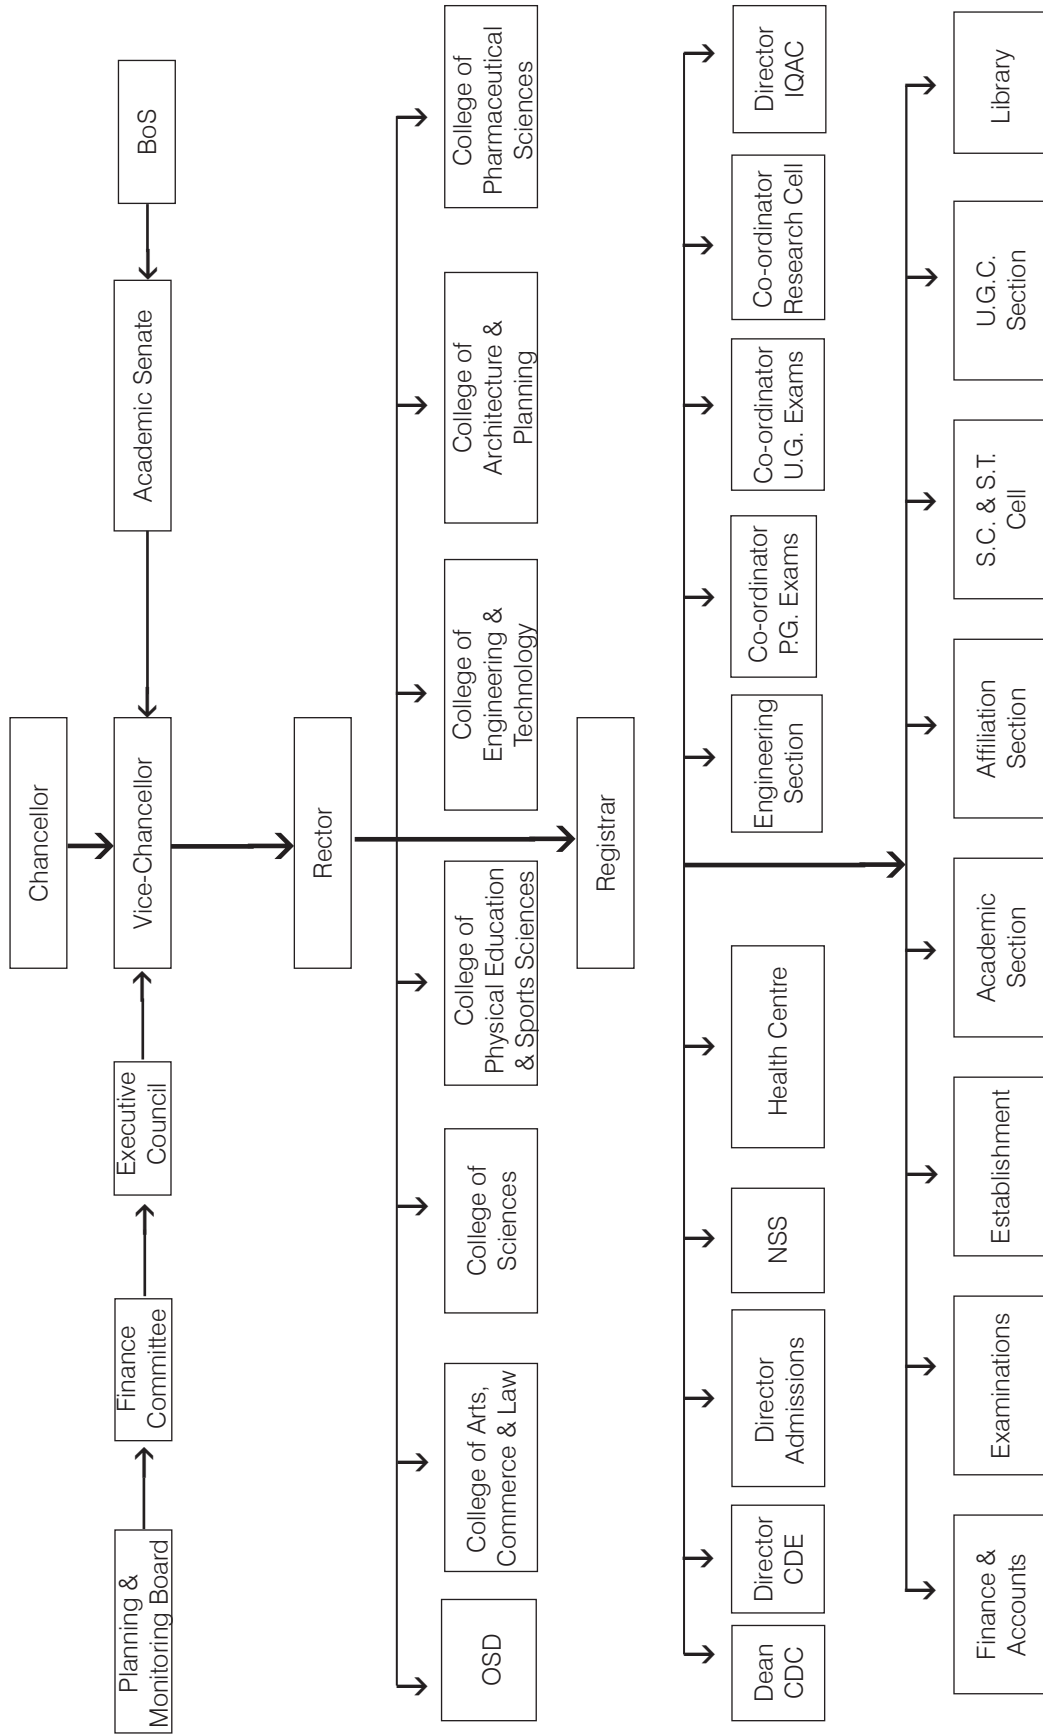 Chancellor
Planning &
Monitoring Board
Finance
Committee
Executive
Council
Vice-Chancellor
Academic Senate
BoS
Rector
OSD
College of Arts,
Commerce & Law
College of
Sciences
College of
Physical Education
& Sports Sciences
College of
Engineering &
Technology
College of
Architecture &
Planning
College of
Pharmaceutical
Sciences
Registrar
Dean
CDC
Director
CDE
Director
Admissions
NSS
Health Centre
Engineering
Section
Co-ordinator
P.G. Exams
Co-ordinator
U.G. Exams
Co-ordinator
Research Cell
Director
IQAC
Finance &
Accounts
Examinations
Establishment
Academic
Section
Affiliation
Section
S.C. & S.T.
Cell
U.G.C.
Section
Library